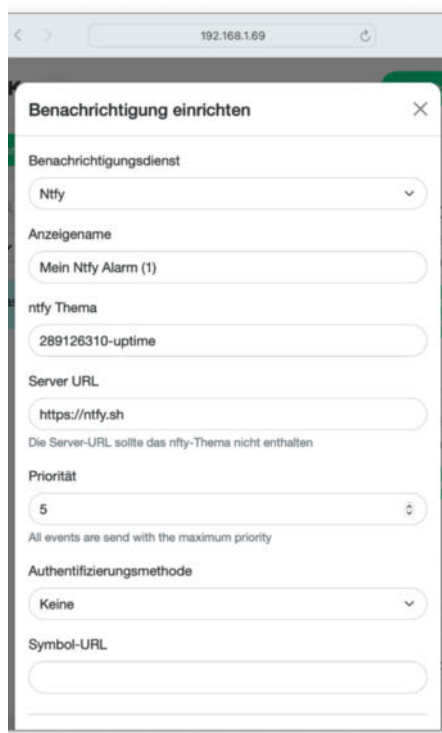 192.168.1.69
Benachrichtigung einrichten
Benachrichtigungsdienst
Ntfy
Anzeigename
Mein Ntfy Alarm (1)
ntfy Thema
289126310-uptime
Server URL
https://ntfy.sh
Die Server-URL sollte das nfty-Thema nicht enthalten
Priorität
5
All events are send with the maximum priority
Authentifizierungsmethode
Keine
Symbol-URL